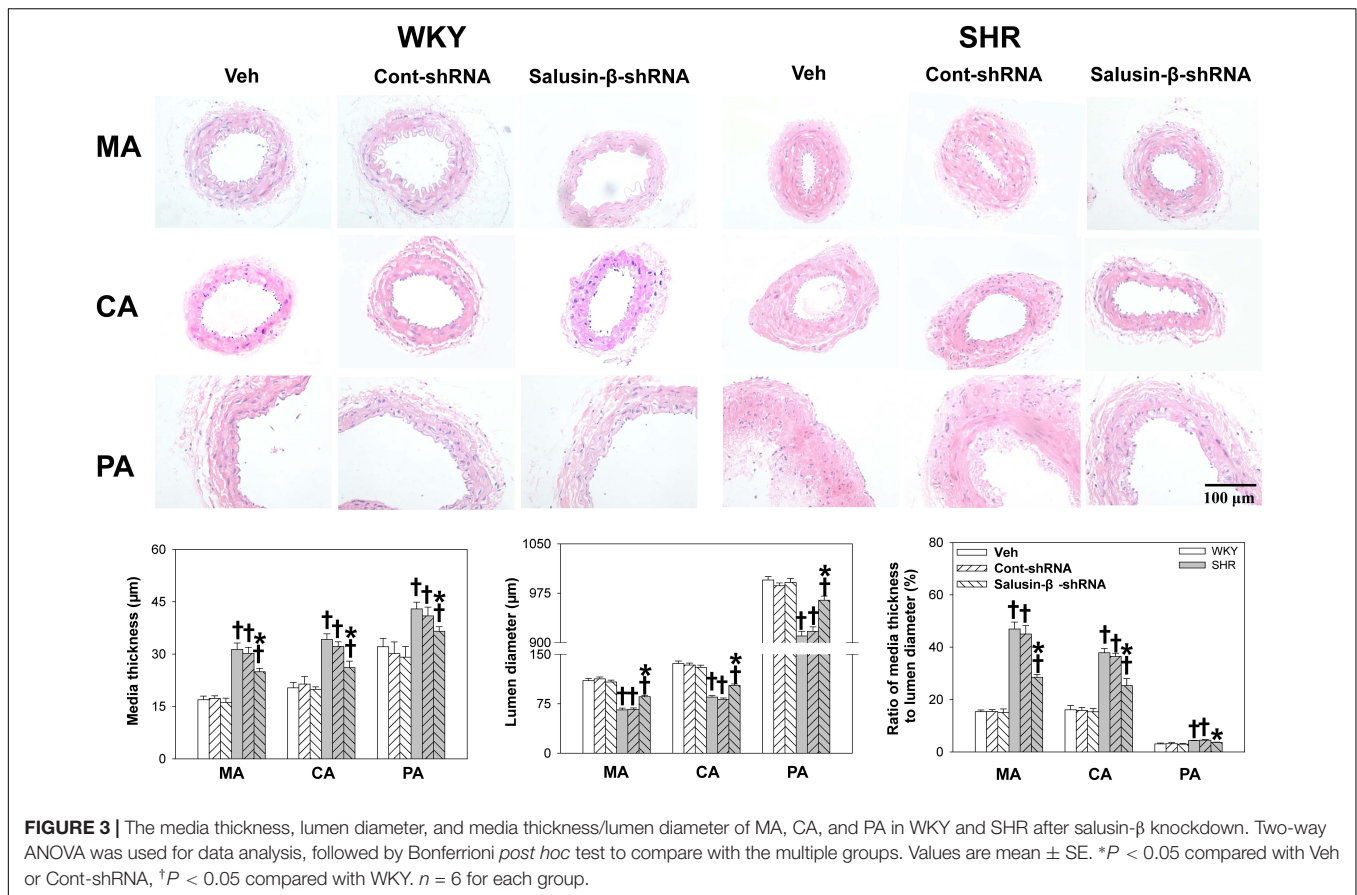 WKY SHR
Veh Cont-shRNA Salusin-β-shRNA Veh Cont-shRNA Salusin-β-shRNA
MA
CA
PA
100 µm
60
45
30
15
0
Media thickness (µm)
†† * †
†† * †
†† * †
MA CA PA
1050
975
900
150
75
0
Lumen diameter (µm)
†† * †
†† * †
†† * †
MA CA PA
80
60
40
20
0
Ratio of media thickness
to lumen diameter (%)
Veh
Cont-shRNA
Salusin-β -shRNA
WKY
SHR
†† * †
†† * †
†† *
MA CA PA
FIGURE 3 | The media thickness, lumen diameter, and media thickness/lumen diameter of MA, CA, and PA in WKY and SHR after salusin-β knockdown. Two-way
ANOVA was used for data analysis, followed by Bonferrioni post hoc test to compare with the multiple groups. Values are mean ± SE. *P < 0.05 compared with Veh
or Cont-shRNA, †P < 0.05 compared with WKY. n = 6 for each group.